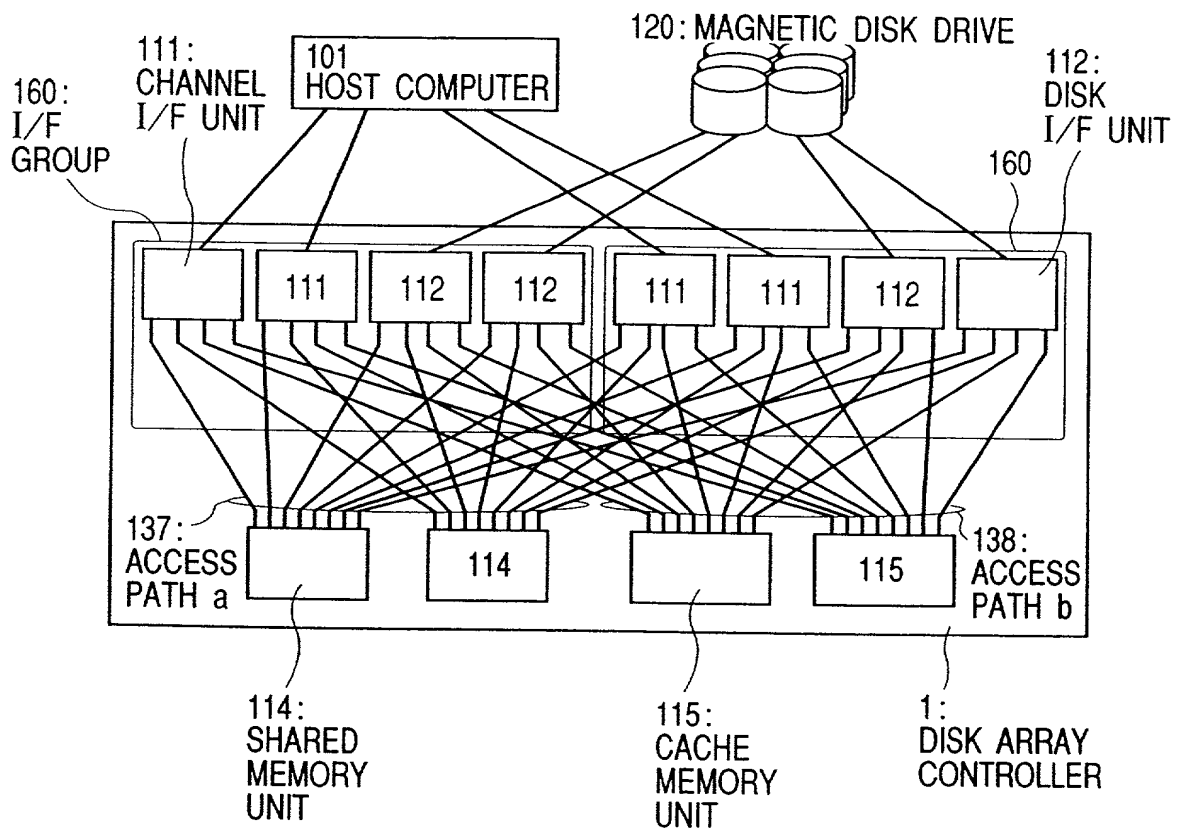 120: MAGNETIC DISK DRIVE
101
HOST COMPUTER
111:
CHANNEL
I/F UNIT
160:
I/F
GROUP
112:
DISK
I/F UNIT
160
111
112
112
111
111
112
137:
ACCESS
PATH a
114
115
138:
ACCESS
PATH b
114:
SHARED
MEMORY
UNIT
115:
CACHE
MEMORY
UNIT
1:
DISK ARRAY
CONTROLLER